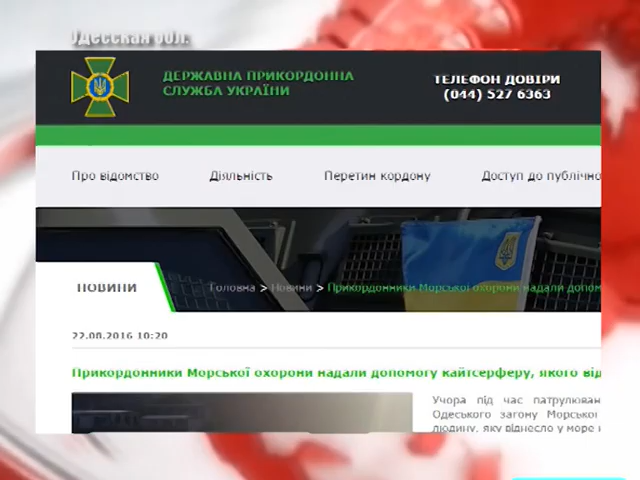 Одесская обл.
ДЕРЖАВНА ПРИКОРДОННА
СЛУЖБА УКРАЇНИ
ТЕЛЕФОН ДОВІРИ
(044) 527 6363
Про відомство Діяльність Перетин кордону Доступ до публічно
НОВИНИ
Головна > Новини > Прикордонники Морської охорони надали допом
22.08.2016 10:20
Прикордонники Морської охорони надали допомогу кайтсерферу, якого від
Учора під час патрулюван
Одеського загону Морської
людину, яку віднесло у море